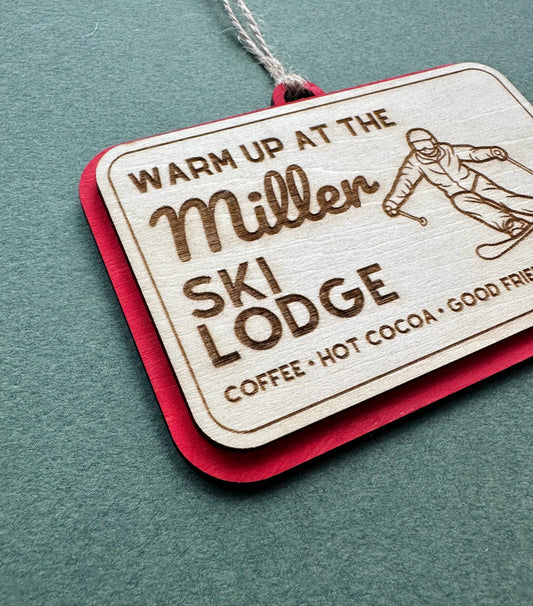 WARM UP AT THE
Miller
SKI
LODGE
COFFEE • HOT COCOA • GOOD